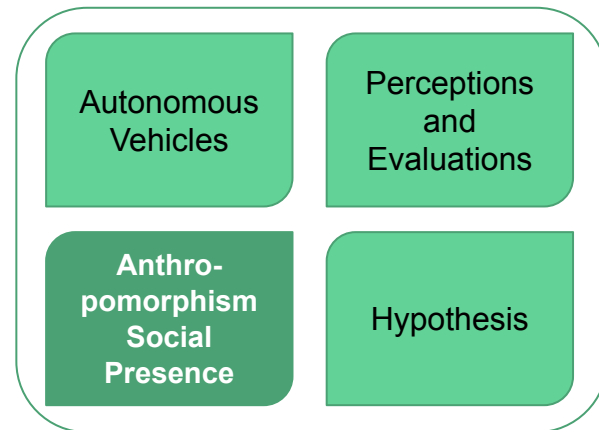 Autonomous
Vehicles
Perceptions
and
Evaluations
Anthro-
pomorphism
Social
Presence
Hypothesis